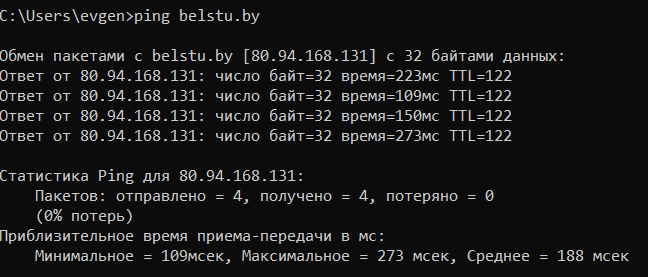 C:\Users\evgen>ping belstu.by
Обмен пакетами с belstu.by [80.94.168.131] с 32 байтами данных:
Ответ от 80.94.168.131: число байт=32 время=223мс TTL=122
Ответ от 80.94.168.131: число байт=32 время=109мс TTL=122
Ответ от 80.94.168.131: число байт=32 время=150мс TTL=122
Ответ от 80.94.168.131: число байт=32 время=273мс TTL=122
Статистика Ping для 80.94.168.131:
Пакетов: отправлено = 4, получено = 4, потеряно = 0
(0% потерь)
Приблизительное время приема-передачи в мс:
Минимальное = 109мсек, Максимальное = 273 мсек, Среднее = 188 мсек